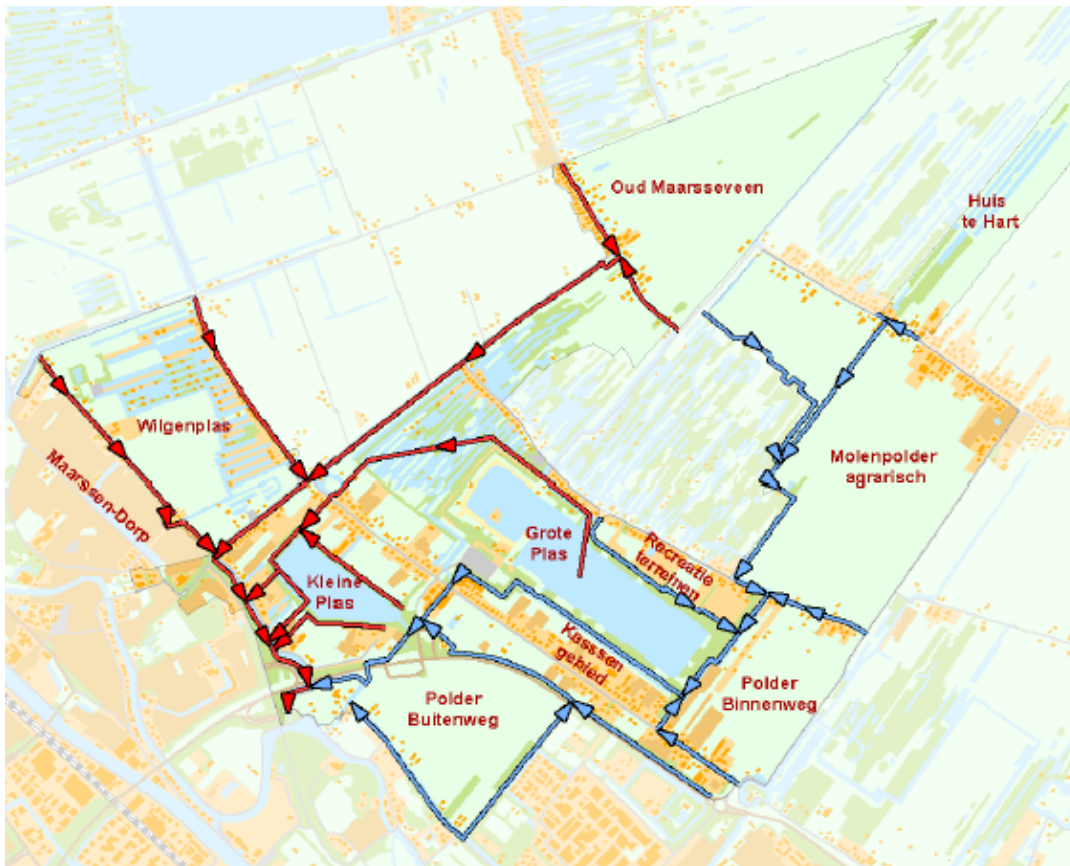 Oud Maarsseveen
Huis
te Hart
Wilgenplas
Maarssen-Dorp
Molenpolder
agrarisch
Grote
Plas
Recreatie
terreinen
Kleine
Plas
Kasssen
gebied
Polder
Binnenweg
Polder
Buitenweg